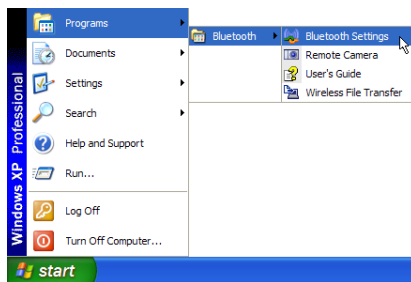 Programs
Documents
Settings
Search
Help and Support
Run...
Log Off
Turn Off Computer...
Windows XP Professional
start
Bluetooth
Bluetooth Settings
Remote Camera
User's Guide
Wireless File Transfer